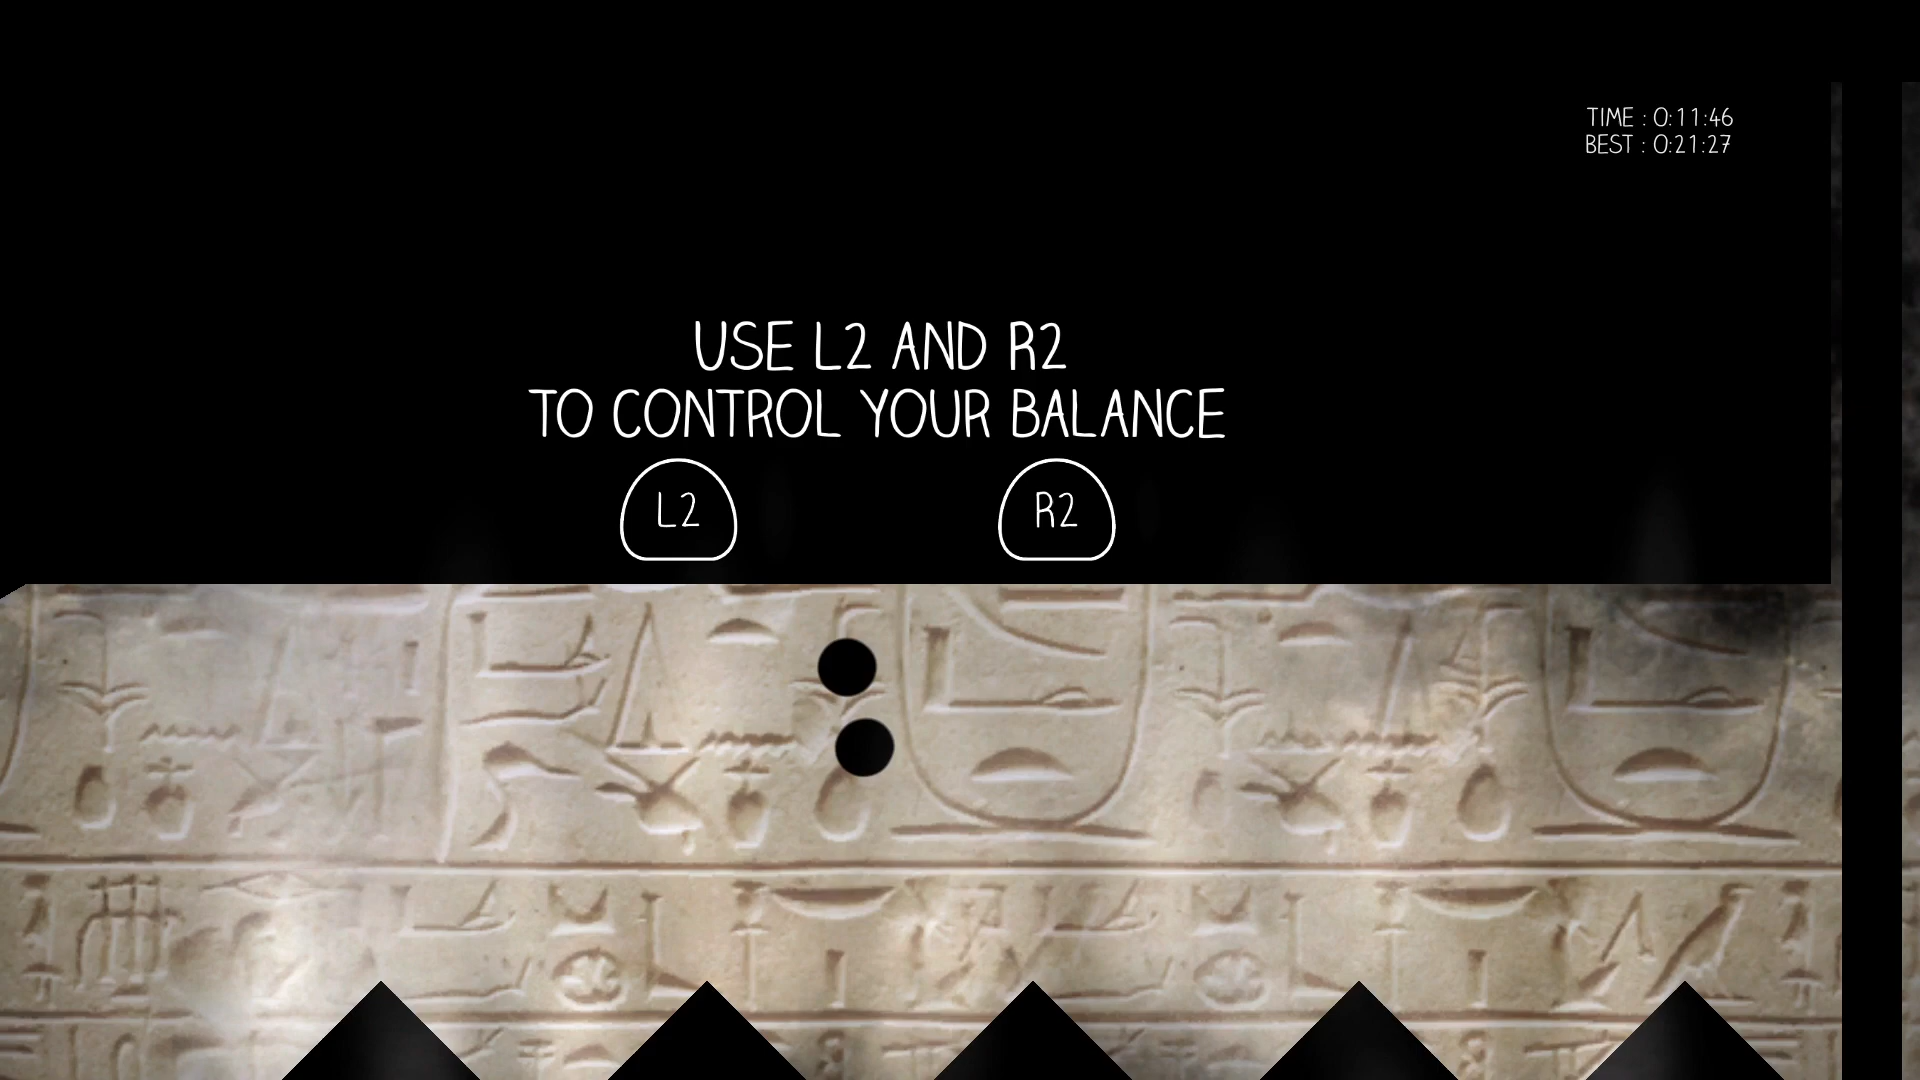 TIME : 0:11:46
BEST : 0:21:27
USE L2 AND R2
TO CONTROL YOUR BALANCE
L2 R2